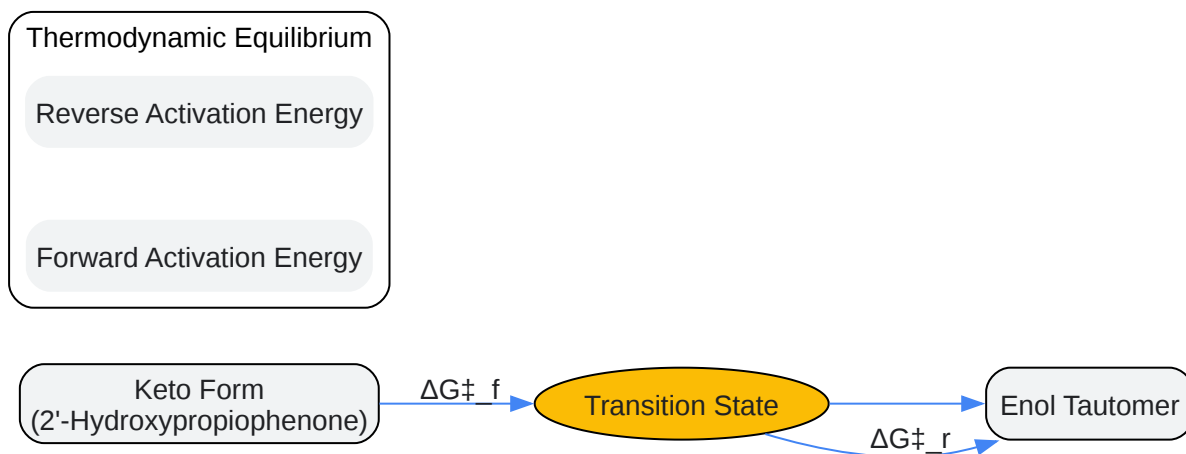 Thermodynamic Equilibrium
Reverse Activation Energy
Forward Activation Energy
Keto Form
(2'-Hydroxypropiophenone)
ΔG‡_f
Transition State
ΔG‡_r
Enol Tautomer